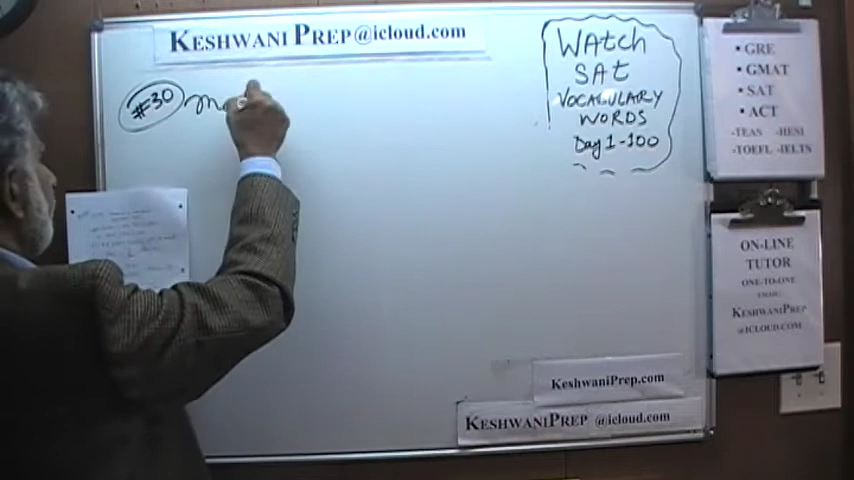 KESHWANI PREP@icloud.com
#30 m
WAtch
SAt
VOCABULARY
WORDS
Day 1-100
• GRE
• GMAT
• SAT
• ACT
-TEAS -HESI
-TOEFL -IELTS
ON-LINE
TUTOR
ONE-TO-ONE
KESHWANIPREP
@ICLOUD.COM
KeshwaniPrep.com
KESHWANIPREP @icloud.com